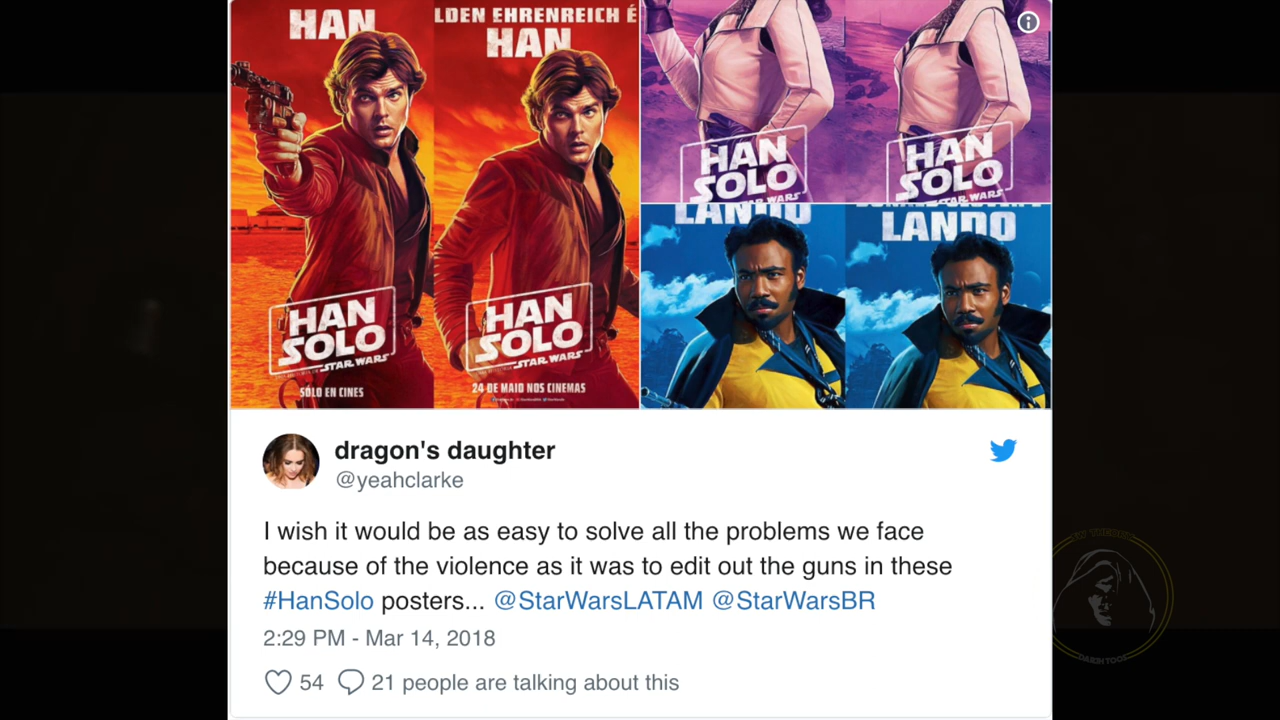 HAN
LDEN EHRENREICH É
HAN
HAN
SOLO
STAR WARS
SÓLO EN CINES
HAN
SOLO
STAR WARS
24 DE MAIO NOS CINEMAS
HAN
SOLO
STAR WARS
HAN
SOLO
STAR WARS
LANDO
LANDO
dragon's daughter
@yeahclarke
I wish it would be as easy to solve all the problems we face
because of the violence as it was to edit out the guns in these
#HanSolo posters... @StarWarsLATAM @StarWarsBR
2:29 PM - Mar 14, 2018
54 21 people are talking about this
DARTH TOOS